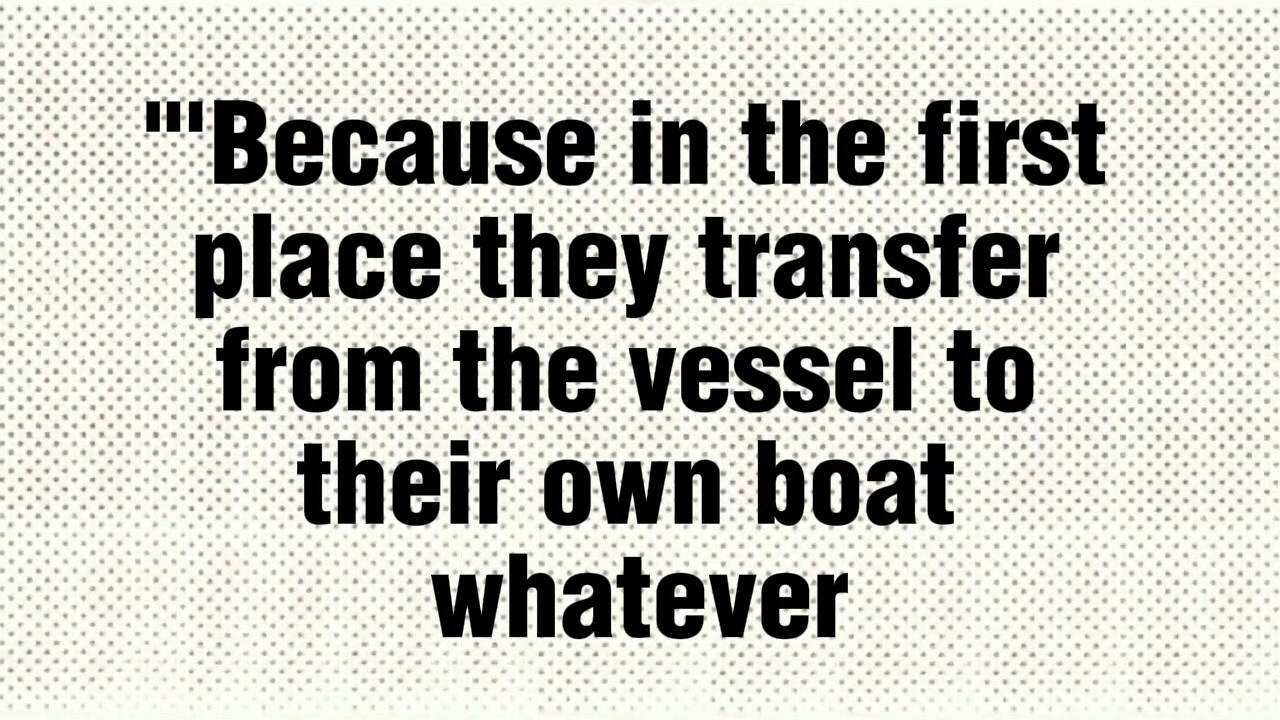 "'Because in the first
place they transfer
from the vessel to
their own boat
whatever